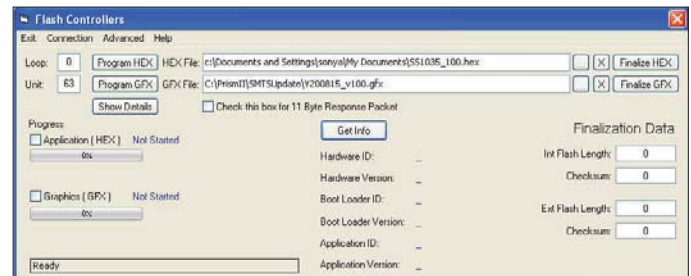 Flash Controllers
Exit Connection Advanced Help
Loop: 0 Program HEX HEX File: c:\Documents and Settings\sonya\My Documents\SS1035_100.hex X Finalize HEX
Unit: 63 Program GFX GFX File: C:\PrismII\SMTSUpdate\Y200815_v100.gfx X Finalize GFX
Show Details Check this box for 11 Byte Response Packet
Progress Get Info Finalization Data
Application ( HEX ) Not Started
0%
Hardware ID: _ Int Flash Length: 0
Hardware Version: _ Checksum: 0
Graphics ( GFX ) Not Started Boot Loader ID: _ Ext Flash Length: 0
0%
Boot Loader Version: _ Checksum: 0
Application ID: _
Ready Application Version: _